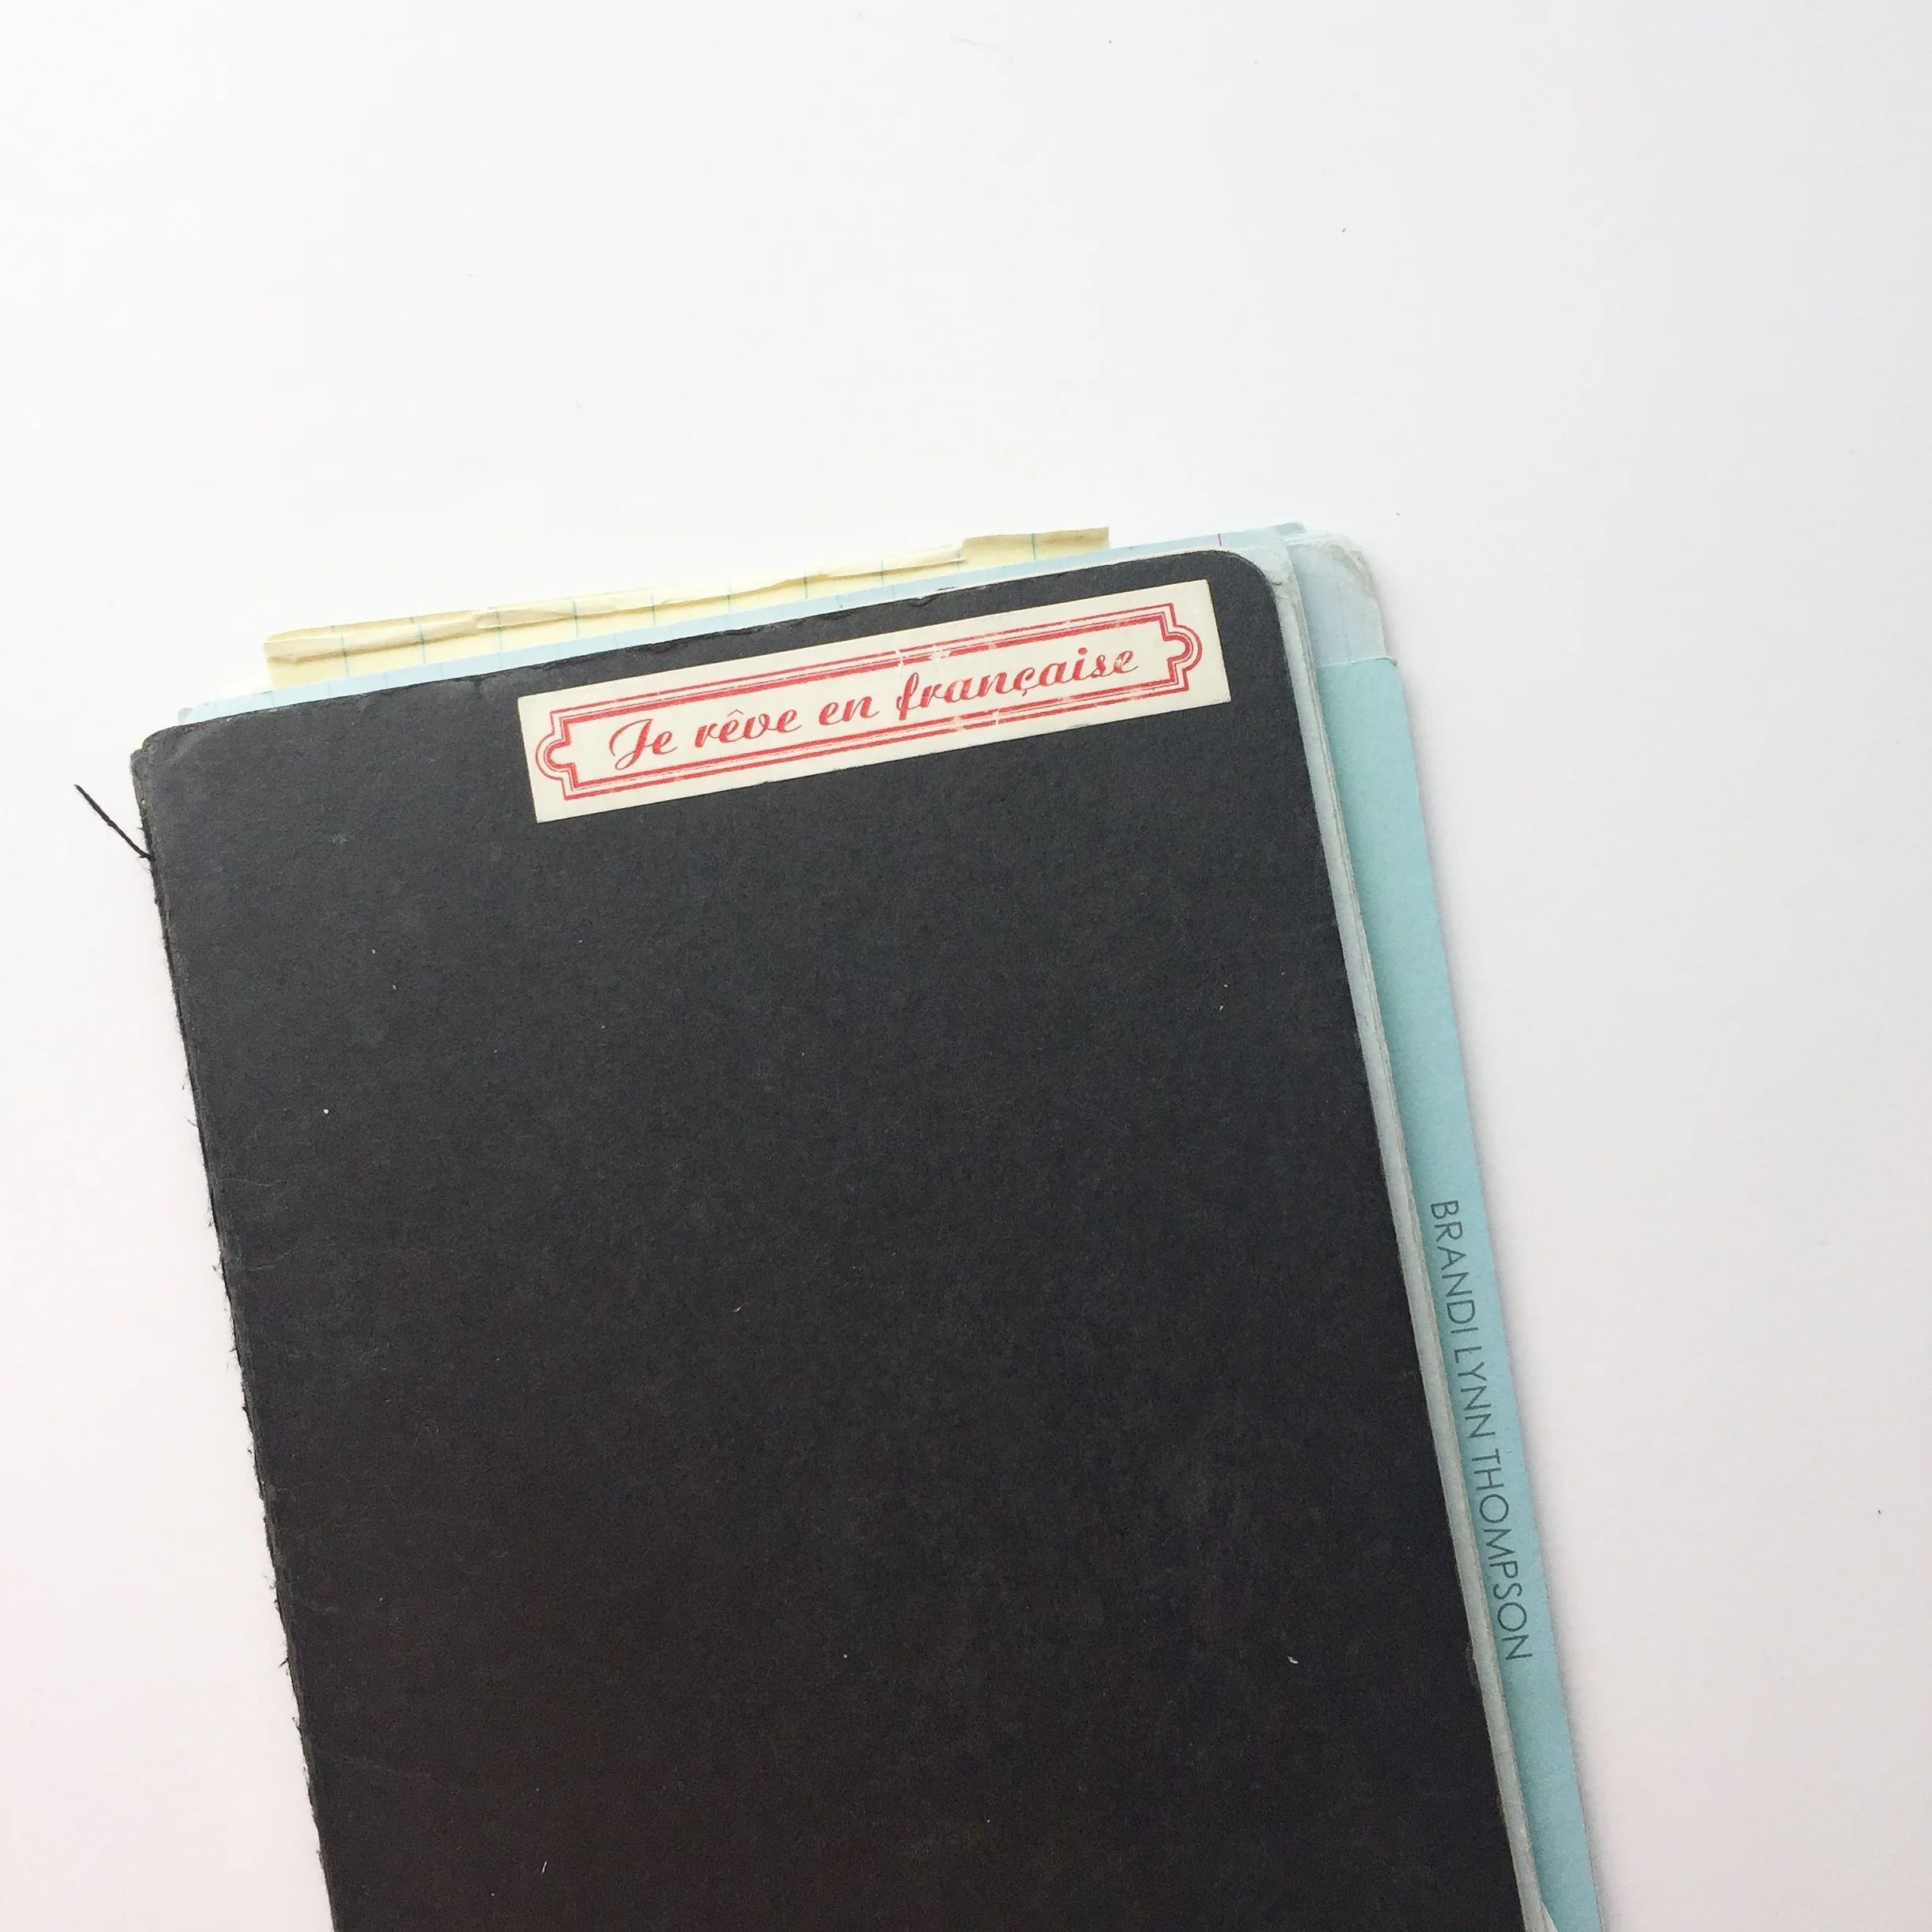 Je rêve en française
BRANDI LYNN THOMPSON